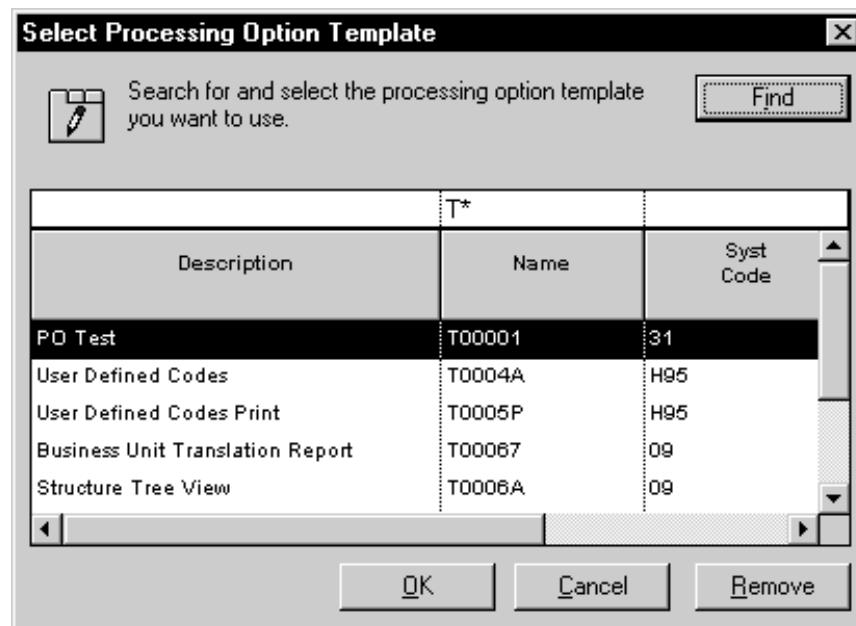 Select Processing Option Template
Search for and select the processing option template
you want to use.
Find
T*
Description Name Syst
Code
PO Test T00001 31
User Defined Codes T0004A H95
User Defined Codes Print T0005P H95
Business Unit Translation Report T00067 09
Structure Tree View T0006A 09
OK Cancel Remove